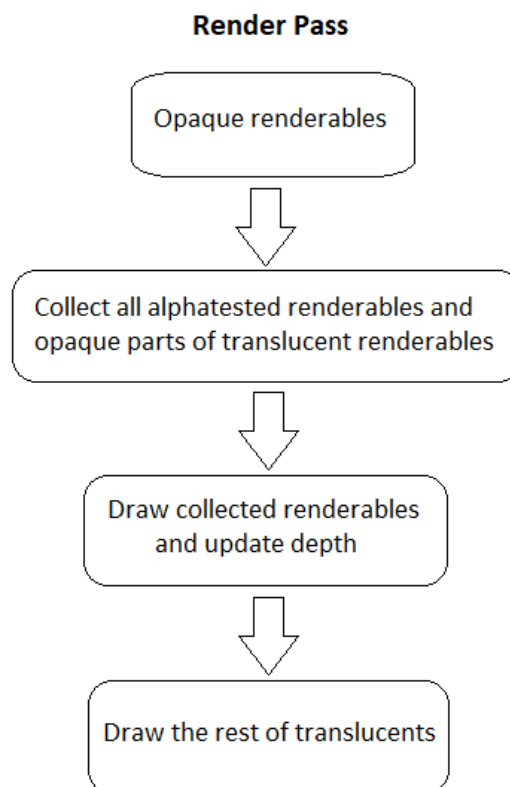 Render Pass
Opaque renderables
Collect all alphatested renderables and
opaque parts of translucent renderables
Draw collected renderables
and update depth
Draw the rest of translucents